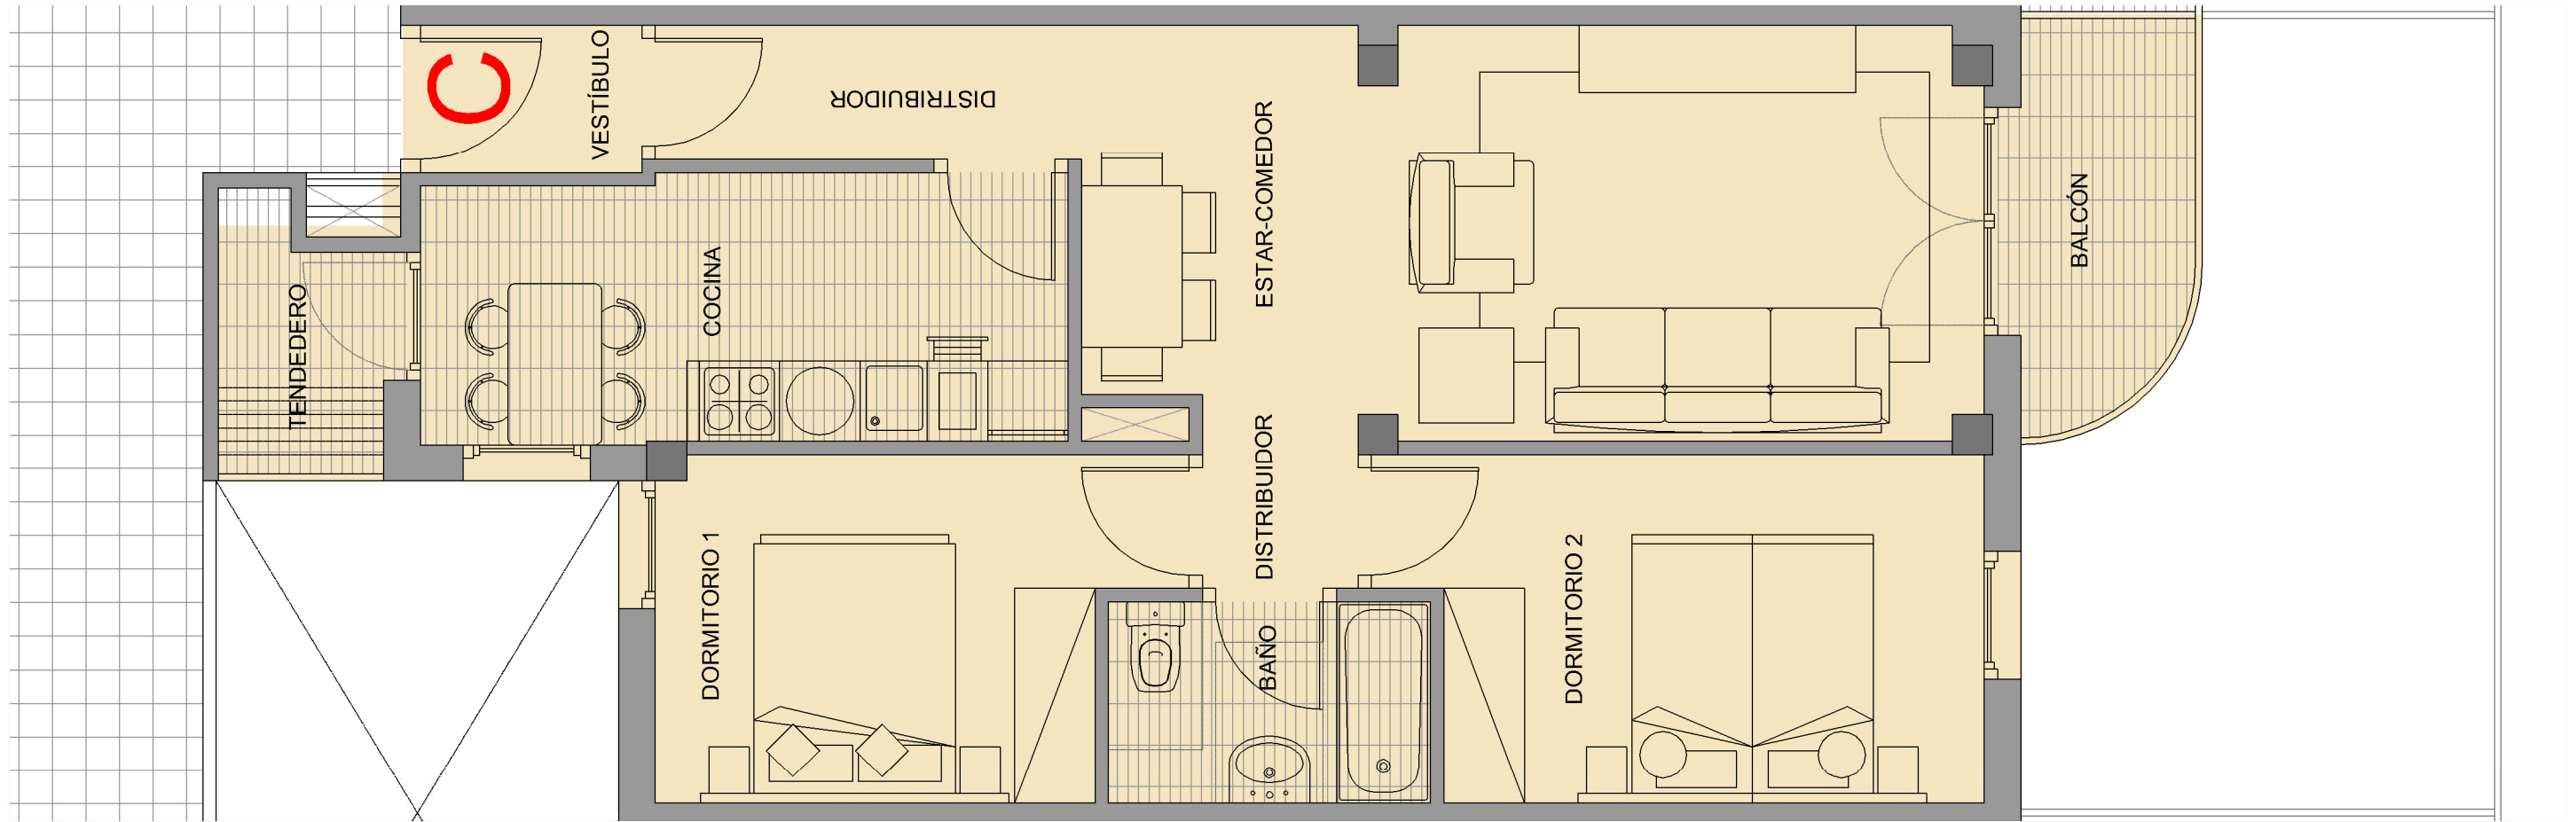 C
VESTÍBULO
DISTRIBUIDOR
TENDEDERO
COCINA
ESTAR-COMEDOR
BALCÓN
DISTRIBUIDOR
DORMITORIO 1
BAÑO
DORMITORIO 2